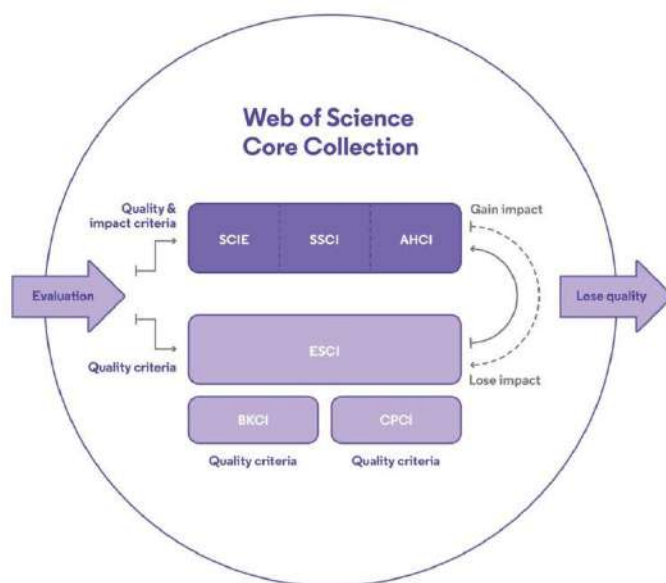 Web of Science
Core Collection
Quality &
impact criteria
SCIE
SSCI
AHCI
Gain impact
Evaluation
Lose quality
Quality criteria
ESCI
Lose impact
BKCI
CPCI
Quality criteria
Quality criteria